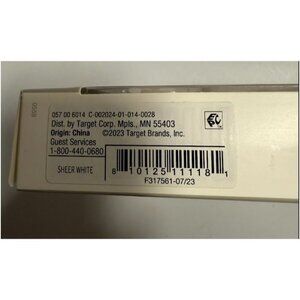 057 00 6014 C-002024-01-014-0028
Dist. by Target Corp. Mpls., MN 55403
Origin: China ©2023 Target Brands, Inc.
Guest Services
1-800-440-0680
SHEER WHITE
8 10125 11118 1
F317561-07/23